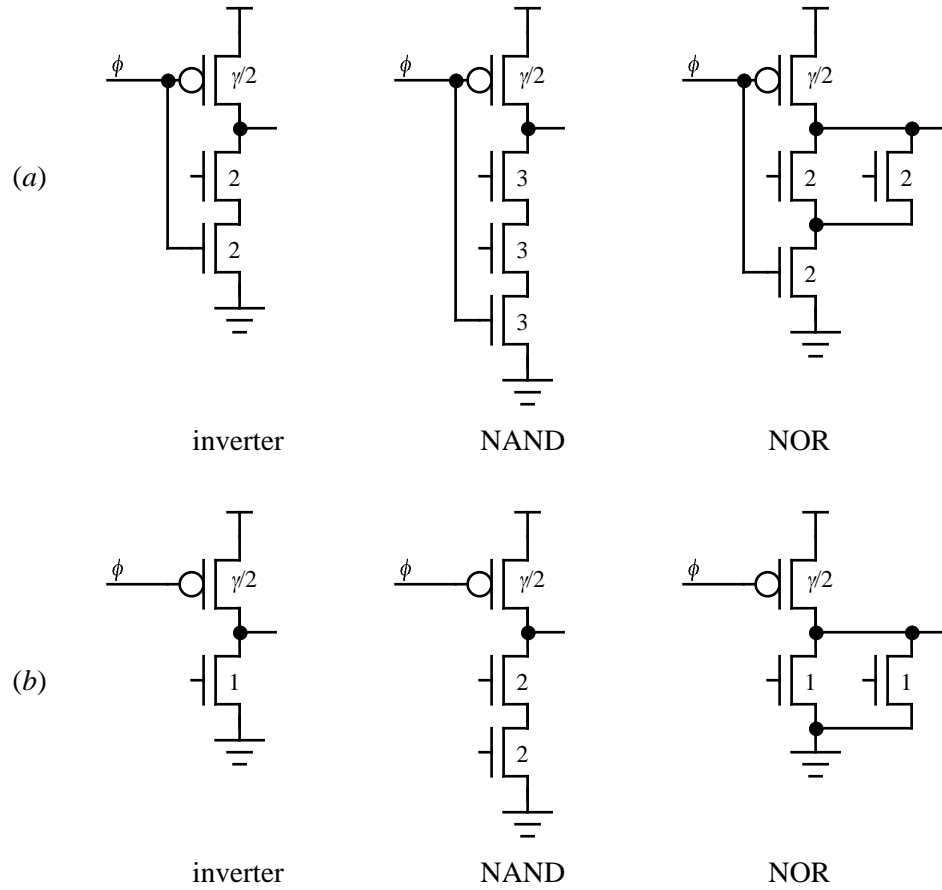 ϕ γ/2 ϕ γ/2 ϕ γ/2
(a) 2 3 2 2
2 3 2
3
inverter NAND NOR
ϕ γ/2 ϕ γ/2 ϕ γ/2
(b) 1 2 1 1
2
inverter NAND NOR